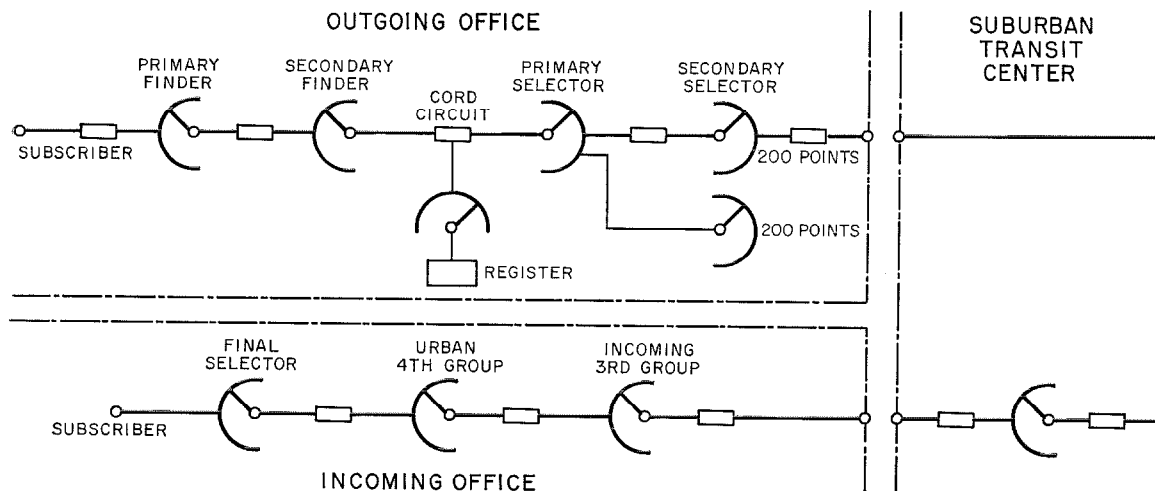 OUTGOING OFFICE
SUBURBAN
TRANSIT
CENTER
PRIMARY
FINDER
SECONDARY
FINDER
CORD
CIRCUIT
PRIMARY
SELECTOR
SECONDARY
SELECTOR
SUBSCRIBER
200 POINTS
200 POINTS
REGISTER
FINAL
SELECTOR
URBAN
4TH GROUP
INCOMING
3RD GROUP
SUBSCRIBER
INCOMING OFFICE